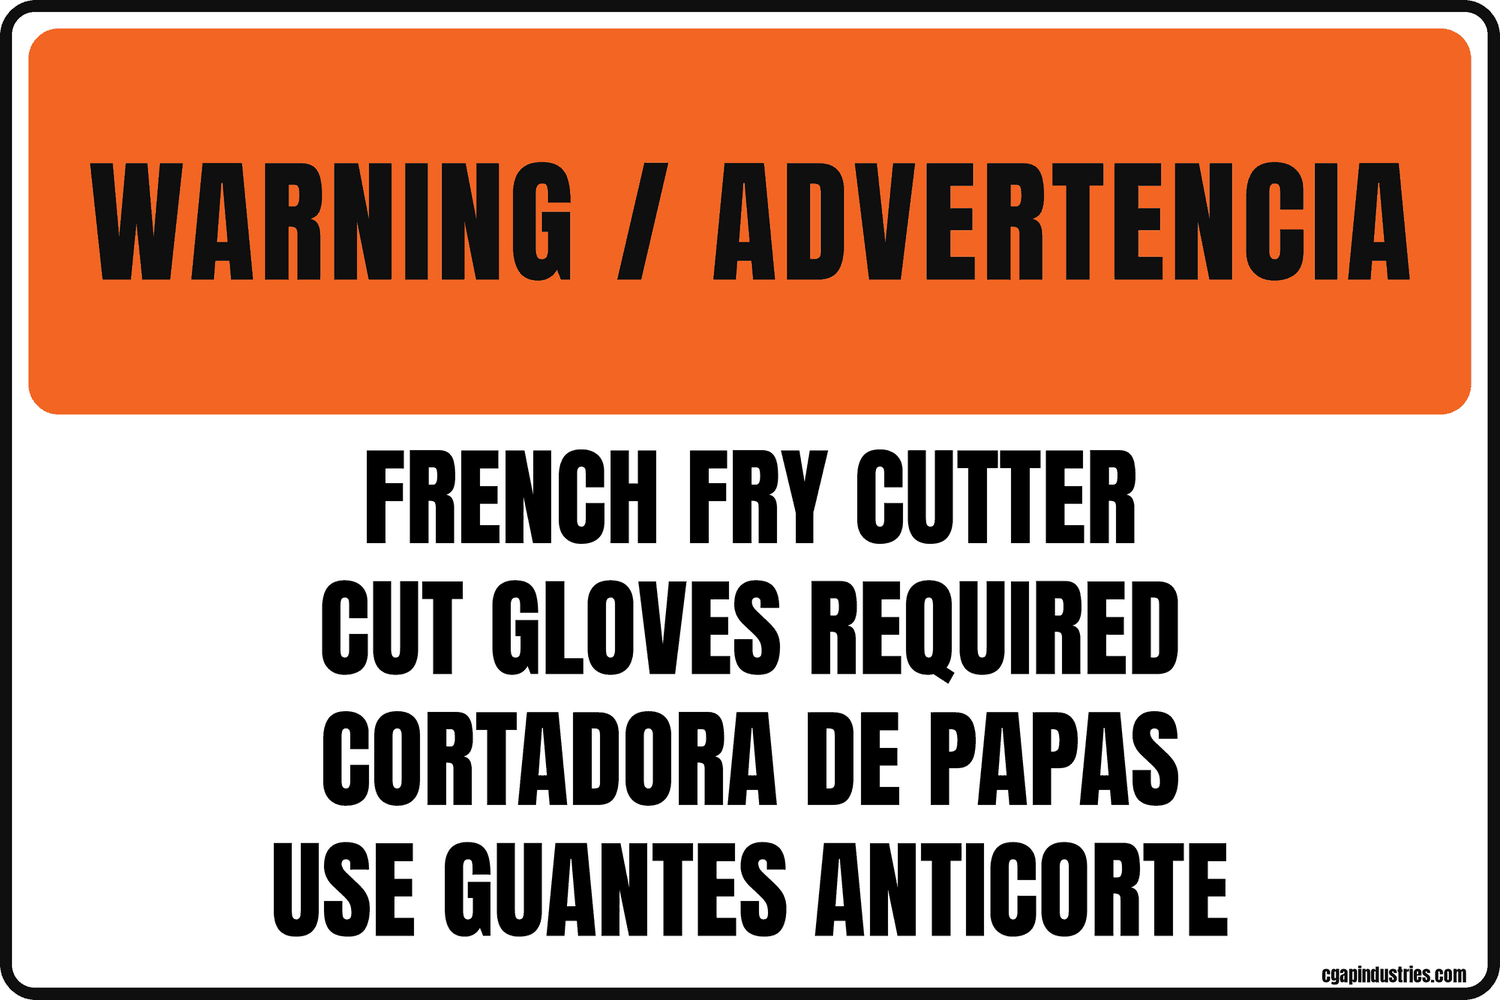 WARNING / ADVERTENCIA
FRENCH FRY CUTTER
CUT GLOVES REQUIRED
CORTADORA DE PAPAS
USE GUANTES ANTICORTE
cgapindustries.com